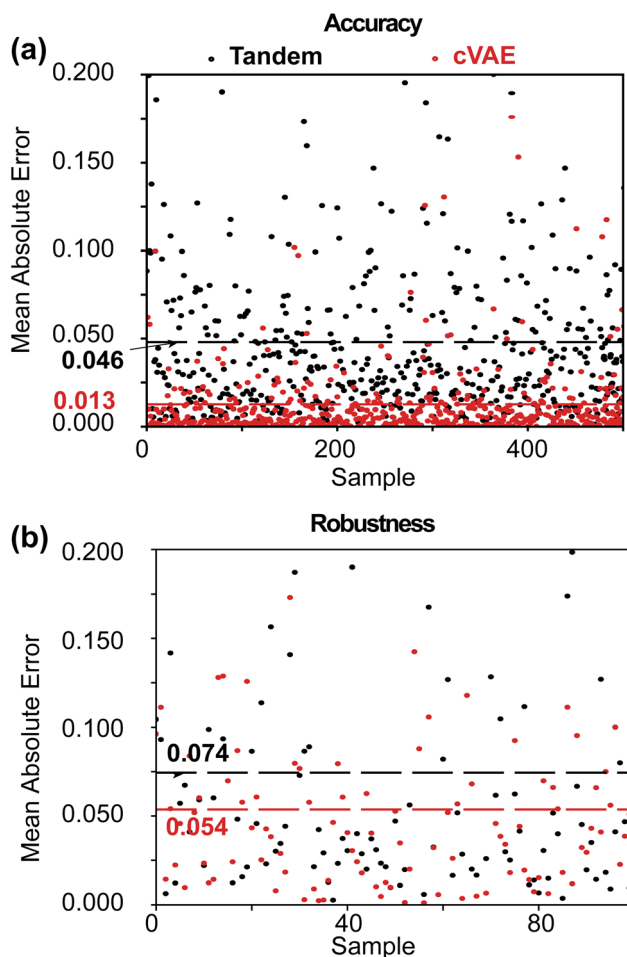 Accuracy
(a)
Tandem cVAE
0.200
0.150
0.100
0.050
0.046
0.013
0.000
Mean Absolute Error
0 200 400
Sample
Robustness
(b)
0.200
0.150
0.100
0.074
0.050
0.054
0.000
Mean Absolute Error
0 40 80
Sample